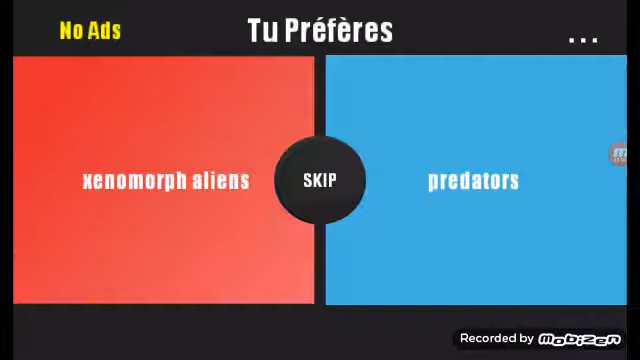 No Ads
Tu Préfères
...
xenomorph aliens
SKIP
predators
Recorded by mobizen